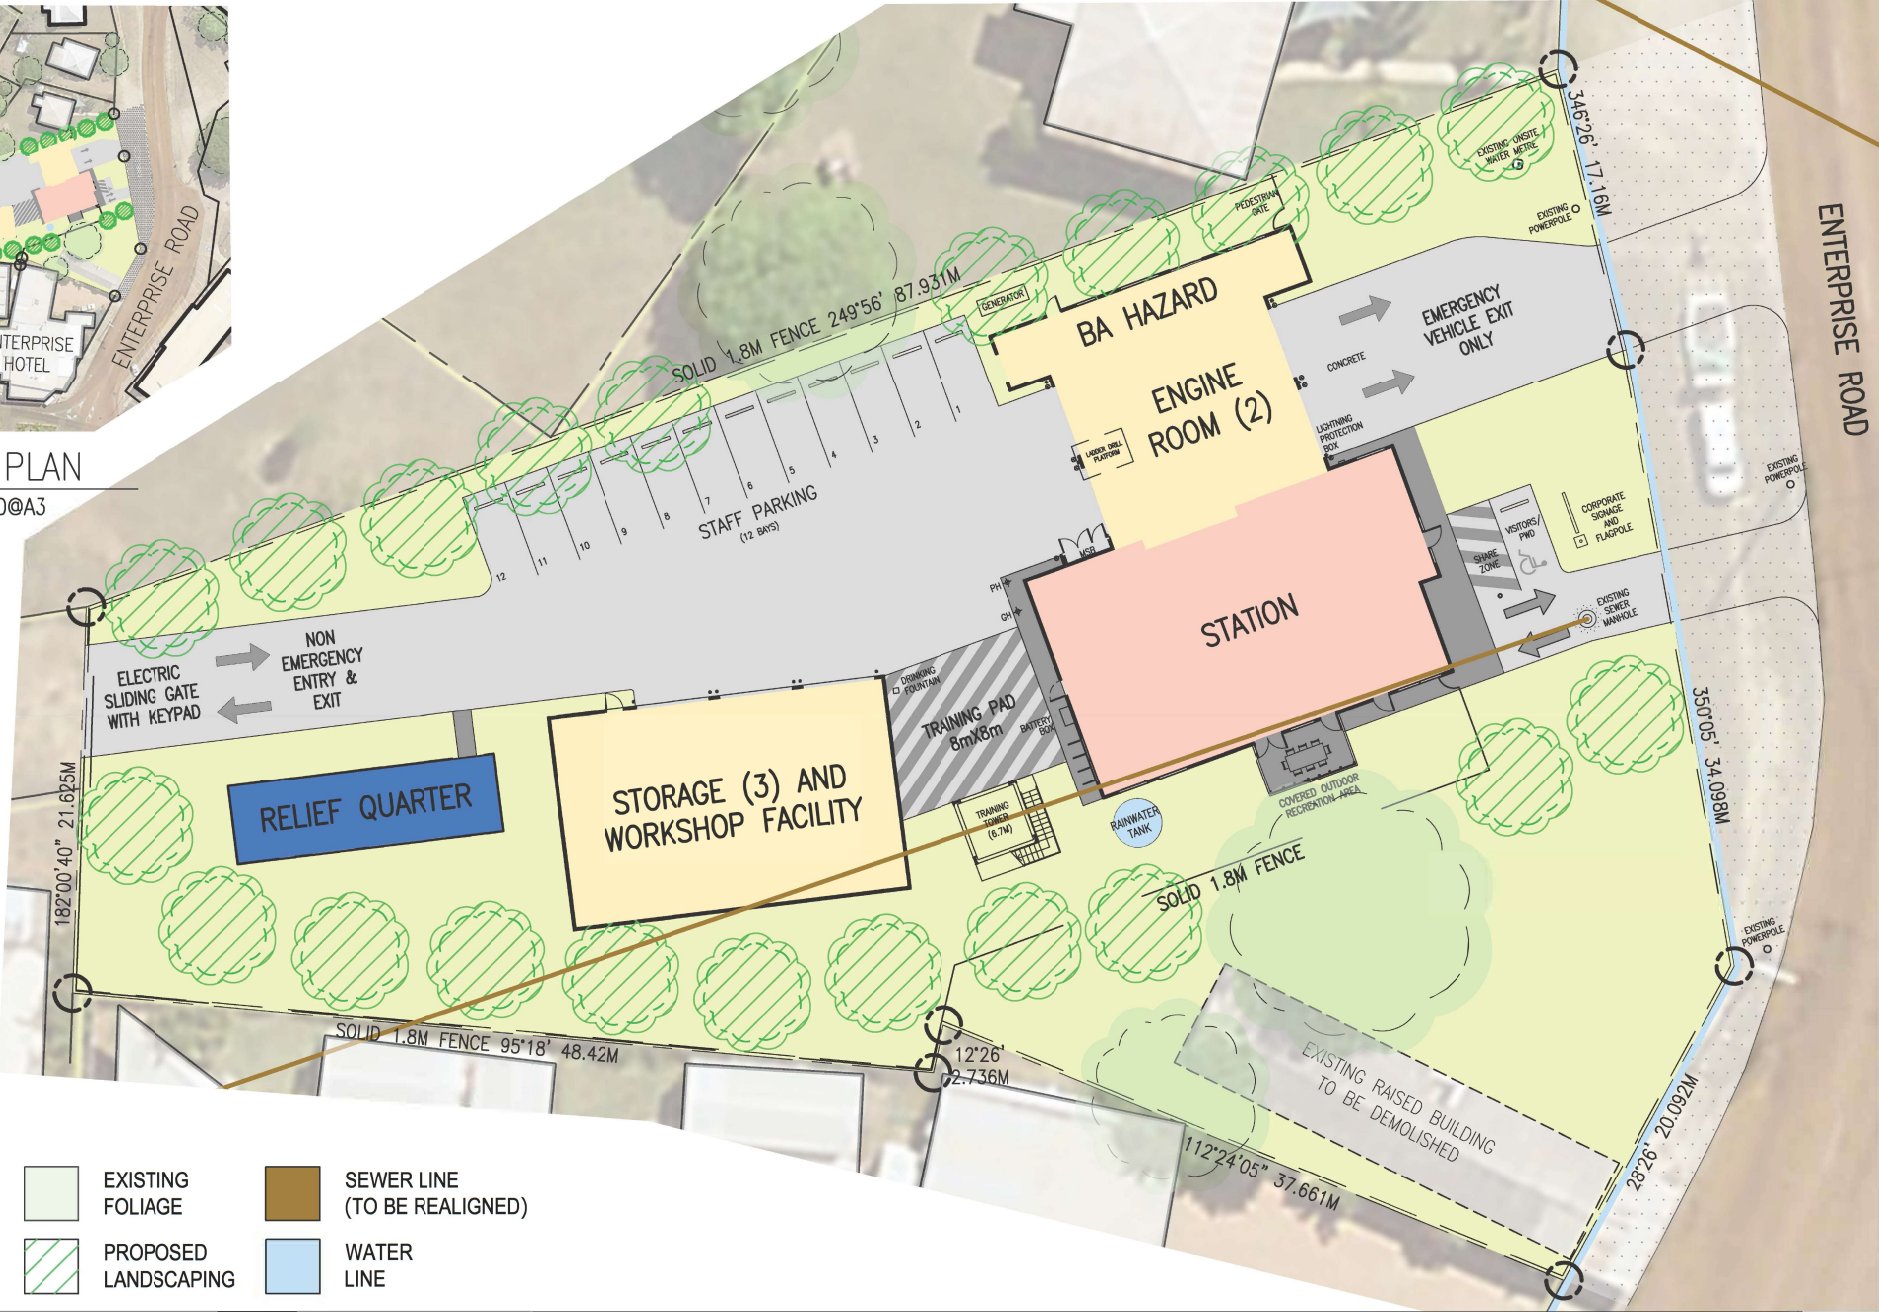 ENTERPRISE ROAD
TERPRISE
HOTEL
PLAN
0@A3
SOLID 1.8M FENCE 249°56' 87.931M
EXISTING ONSITE
WATER METRE
346°26' 17.16M
EXISTING
POWERPOLE
PEDESTRIAN
GATE
GENERATOR
BA HAZARD
ENGINE
ROOM (2)
EMERGENCY
VEHICLE EXIT
ONLY
CONCRETE
LIGHTNING
PROTECTION
BOX
LADDER DRILL
PLATFORM
ENTERPRISE ROAD
EXISTING
POWERPOLE
1
2
3
4
5
6
7
8
9
10
11
12
STAFF PARKING
(12 BAYS)
MSB
PH
GH
STATION
VISITORS/
PWD
SHARE
ZONE
CORPORATE
SIGNAGE
AND
FLAGPOLE
EXISTING
SEWER
MANHOLE
ELECTRIC
SLIDING GATE
WITH KEYPAD
NON
EMERGENCY
ENTRY &
EXIT
DRINKING
FOUNTAIN
TRAINING PAD
8mX8m
BATTERY
BOX
RELIEF QUARTER
STORAGE (3) AND
WORKSHOP FACILITY
TRAINING
TOWER
(6.7M)
RAINWATER
TANK
COVERED OUTDOOR
RECREATION AREA
SOLID 1.8M FENCE
350°05' 34.098M
EXISTING
POWERPOLE
182°00'40" 21.625M
SOLID 1.8M FENCE 95°18' 48.42M
12°26'
2.736M
EXISTING RAISED BUILDING
TO BE DEMOLISHED
112°24'05" 37.661M
28°26' 20.092M
EXISTING
FOLIAGE
SEWER LINE
(TO BE REALIGNED)
PROPOSED
LANDSCAPING
WATER
LINE